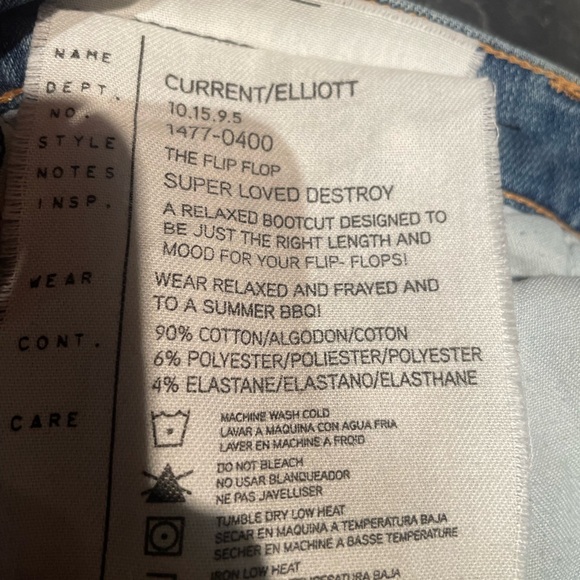 NAME
CURRENT/ELLIOTT
DEPT.
10.15.9.5
NO.
1477-0400
STYLE
THE FLIP FLOP
NOTES
SUPER LOVED DESTROY
INSP.
A RELAXED BOOTCUT DESIGNED TO
BE JUST THE RIGHT LENGTH AND
MOOD FOR YOUR FLIP- FLOPS!
WEAR
WEAR RELAXED AND FRAYED AND
TO A SUMMER BBQ!
CONT.
90% COTTON/ALGODON/COTON
6% POLYESTER/POLIESTER/POLYESTER
4% ELASTANE/ELASTANO/ELASTHANE
CARE
MACHINE WASH COLD
LAVAR A MAQUINA CON AGUA FRIA
LAVER EN MACHINE A FROID
DO NOT BLEACH
NO USAR BLANQUEADOR
NE PAS JAVELLISER
TUMBLE DRY LOW HEAT
SECAR EN MAQUINA A TEMPERATURA BAJA
SECHER EN MACHINE A BASSE TEMPERATURE
IRON LOW HEAT
TEMPERATURA BAJA